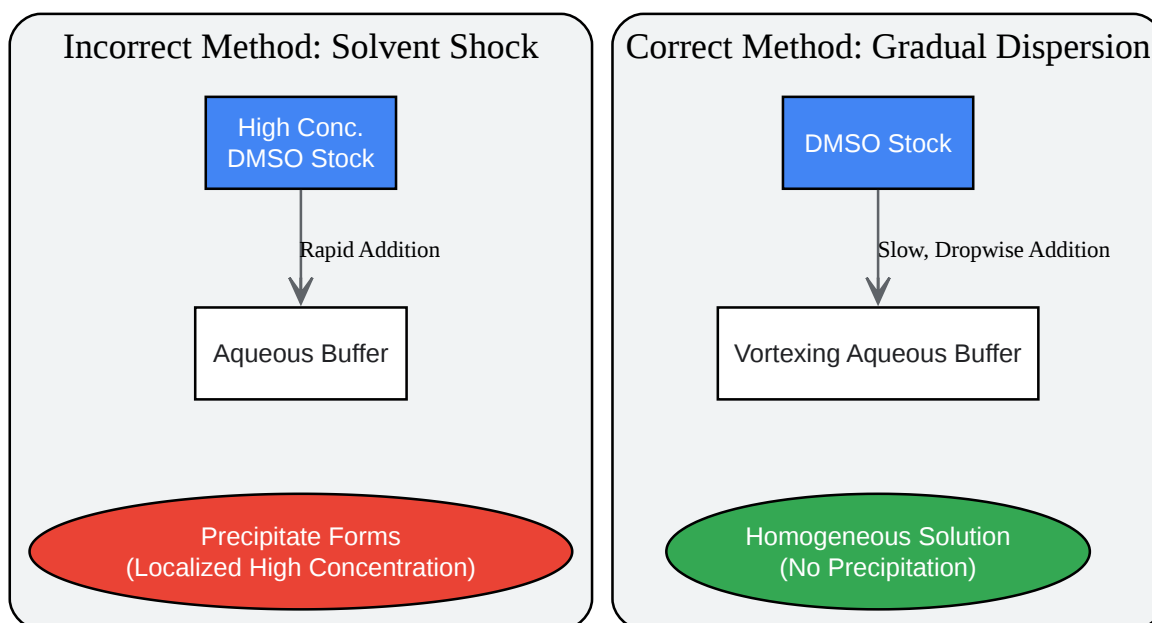 Incorrect Method: Solvent Shock
High Conc.
DMSO Stock
Rapid Addition
Aqueous Buffer
Precipitate Forms
(Localized High Concentration)
Correct Method: Gradual Dispersion
DMSO Stock
Slow, Dropwise Addition
Vortexing Aqueous Buffer
Homogeneous Solution
(No Precipitation)